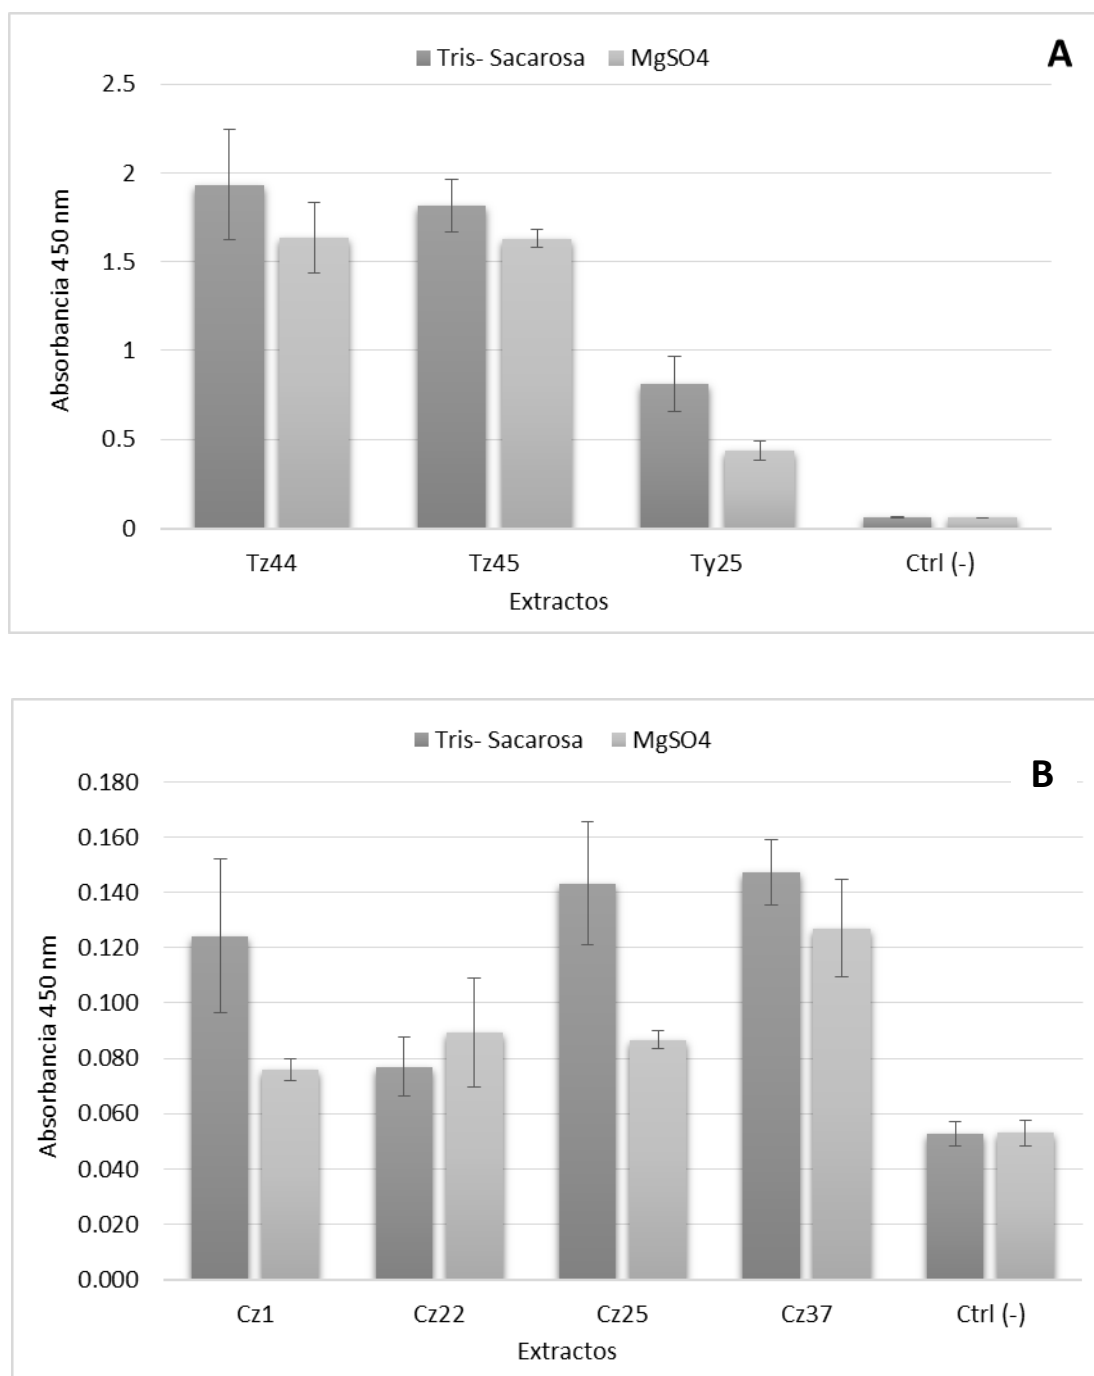 A
Tris- Sacarosa MgSO4
2.5
2
1.5
1
0.5
0
Absorbancia 450 nm
Tz44 Tz45 Ty25 Ctrl (-)
Extractos
Tris- Sacarosa MgSO4
B
0.180
0.160
0.140
0.120
0.100
0.080
0.060
0.040
0.020
0.000
Absorbancia 450 nm
Cz1 Cz22 Cz25 Cz37 Ctrl (-)
Extractos